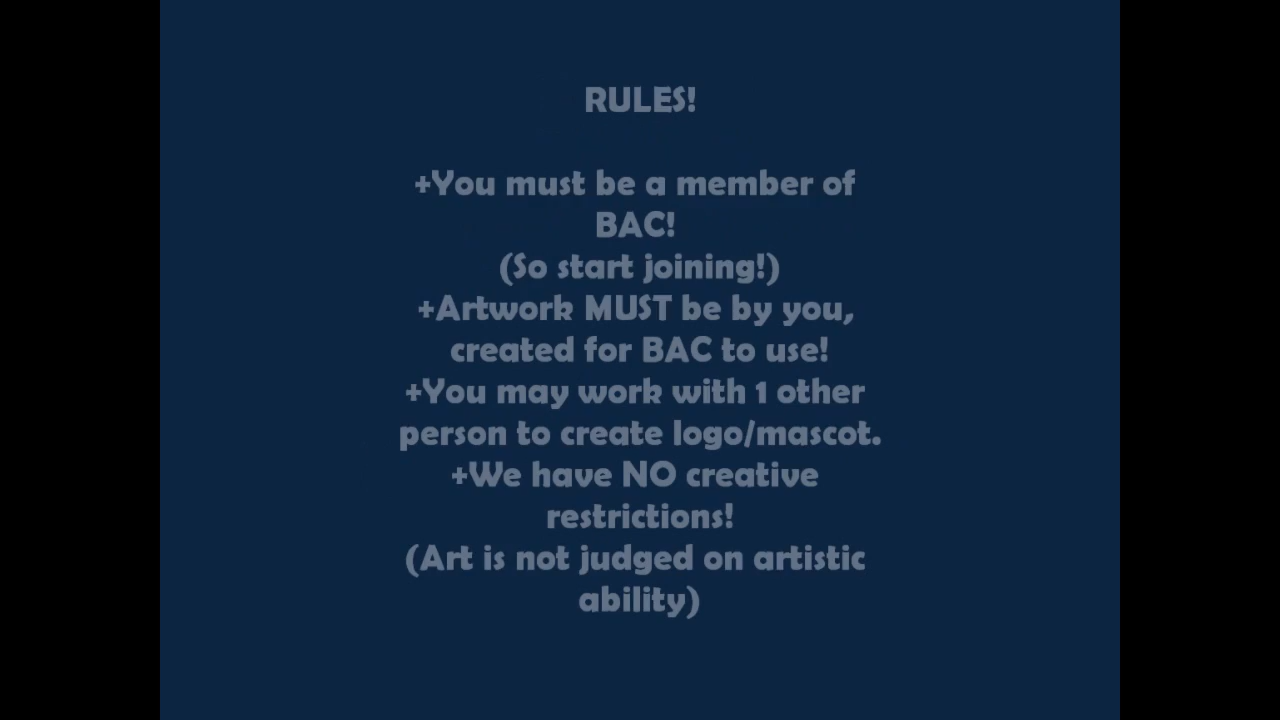 RULES!
+You must be a member of
BAC!
(So start joining!)
+Artwork MUST be by you,
created for BAC to use!
+You may work with 1 other
person to create logo/mascot.
+We have NO creative
restrictions!
(Art is not judged on artistic
ability)